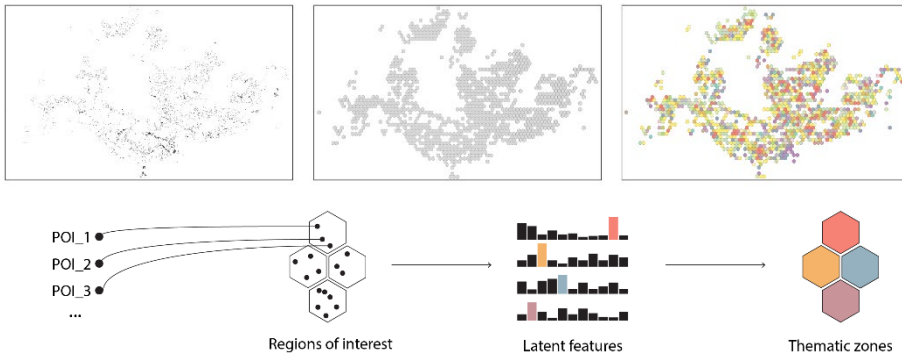 POI_1
POI_2
POI_3
...
Regions of interest
Latent features
Thematic zones